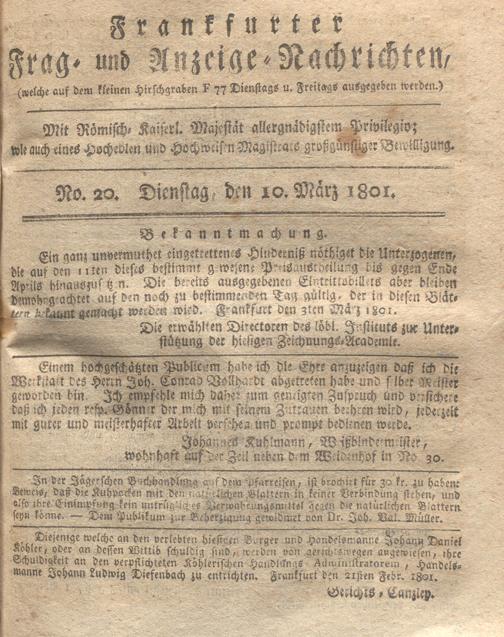 Frankfurter
Frag- und Anzeige-Nachrichten,
(welche auf dem kleinen Hirschgraben F 77 Dienstags u. Freitags ausgegeben werden.)
Mit Römisch-Kaiserl. Majestät allergnädigstem Privilegio;
wie auch eines Hochedlen und Hochweisen Magistrats großgünstiger Bewilligung.
No. 20. Dienstag, den 10. März 1801.
Bekanntmachung.
Ein ganz unvermuthet eingetrettenes Hinderniß nöthiget die Unterzogenen,
die auf den 11ten dieses bestimmt gewesene Preisaustheilung bis gegen Ende
Aprils hinauszusetzen. Die bereits ausgegebenen Eintrittsbillets aber bleiben
demohngeachtet auf den noch zu bestimmenden Tag gültig, der in diesen Blät-
tern bekannt gemacht werden wird. Frankfurt den 3ten März 1801.
Die erwählten Directoren des löbl. Instituts zur Unter-
stützung der hiesigen Zeichnungs-Academie.
Einem hochgeschätzten Publicum habe ich die Ehre anzuzeigen daß ich die
Werkstatt des Herrn Joh. Conrad Vollhardt abgetreten habe und selber Meister
geworden bin. Ich empfehle mich daher zum geneigten Zuspruch und versichere
daß ich jeden resp. Gönner der mich mit seinem Zutrauen beehren wird, jederzeit
mit guter und meisterhafter Arbeit versehen und prompt bedienen werde.
Johannes Kuhlmann, Weißbindermeister,
wohnhaft auf der Zeil neben dem Weidenhof in No. 30.
In der Jägerschen Buchhandlung auf dem Pfarreisen, ist brochirt für 30 kr. zu haben:
Beweis, daß die Kuhpocken mit den natürlichen Blattern in keiner Verbindung stehen, und
also ihre Einimpfung kein untrügliches Verwahrungsmittel gegen die natürlichen Blattern
seyn könne. — Dem Publikum zur Beherzigung gewidmet von Dr. Joh. Val. Müller.
Diejenige welche an den verlebten hiesigen Burger und Handelsmanne Johann Daniel
Köhler, oder an dessen Wittib schuldig sind, werden von gerichtswegen angewiesen, ihre
Schuldigkeit an den verpflichteten Köhlerischen Handlungs-Administratorem, Handels-
manne Johann Ludwig Diefenbach zu entrichten. Frankfurt den 21sten Febr. 1801.
Gerichts-Canzley.